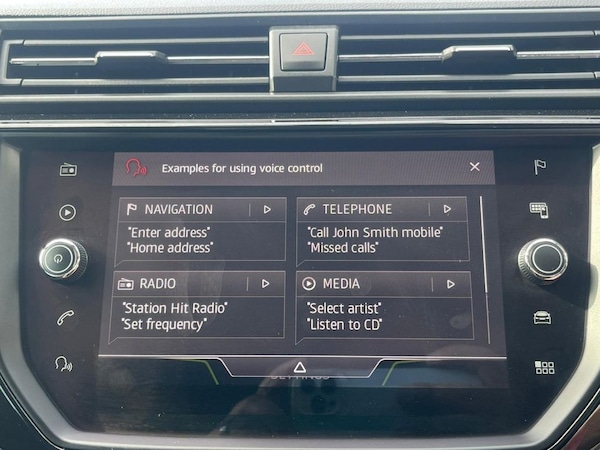 Examples for using voice control
NAVIGATION
"Enter address"
"Home address"
TELEPHONE
"Call John Smith mobile"
"Missed calls"
RADIO
"Station Hit Radio"
"Set frequency"
MEDIA
"Select artist"
"Listen to CD"
SETTINGS